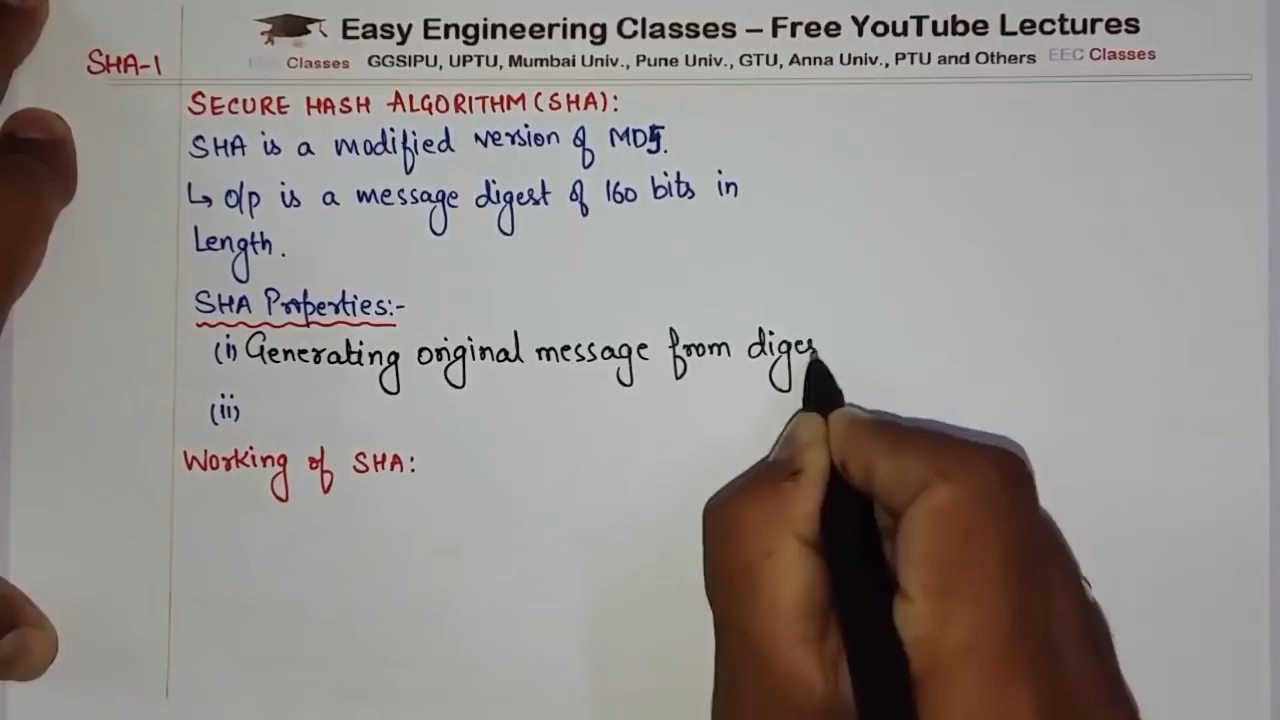 Easy Engineering Classes – Free YouTube Lectures
Classes GGSIPU, UPTU, Mumbai Univ., Pune Univ., GTU, Anna Univ., PTU and Others EEC Classes
SHA-1
SECURE HASH ALGORITHM(SHA):
SHA is a modified version of MD5.
↳ o/p is a message digest of 160 bits in
Length.
SHA Properties:-
(i) Generating original message from diges
(ii)
Working of SHA: